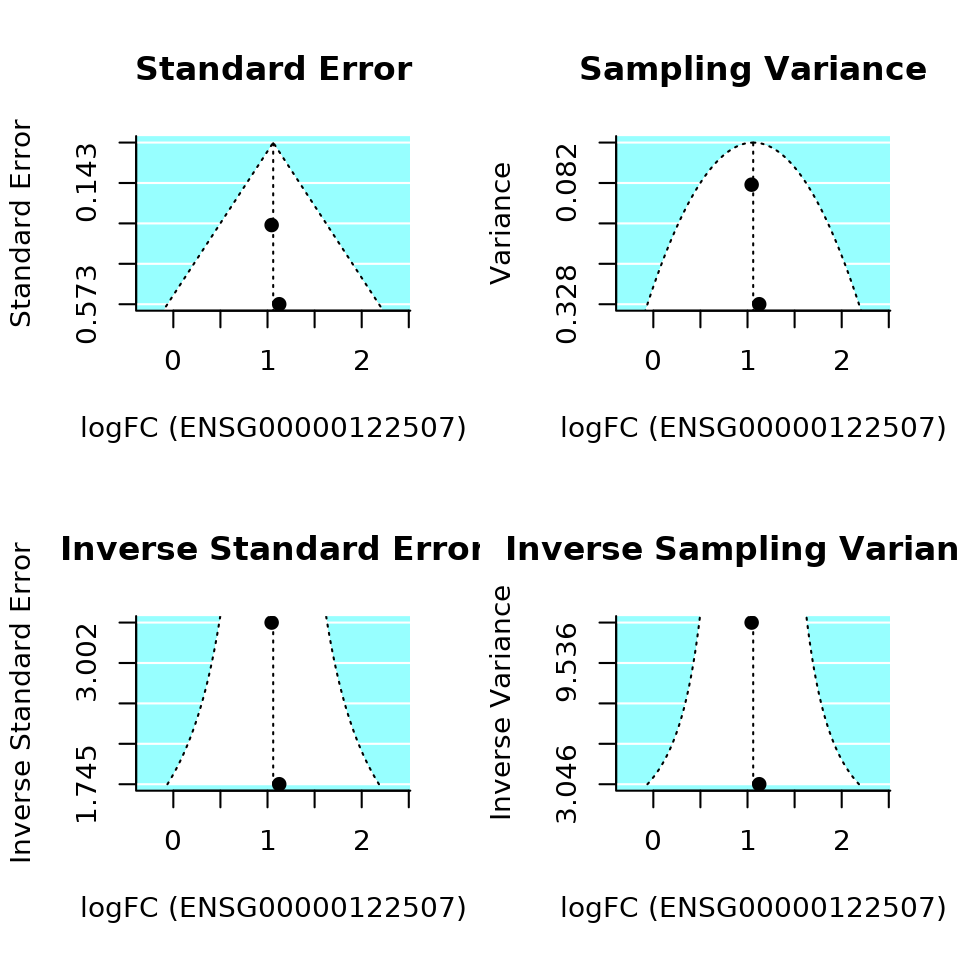 Standard Error
Standard Error
0.143
0.573
0 1 2
logFC (ENSG00000122507)
Sampling Variance
Variance
0.082
0.328
0 1 2
logFC (ENSG00000122507)
Inverse Standard Error
Inverse Standard Error
3.002
1.745
0 1 2
logFC (ENSG00000122507)
Inverse Sampling Varian
Inverse Variance
9.536
3.046
0 1 2
logFC (ENSG00000122507)